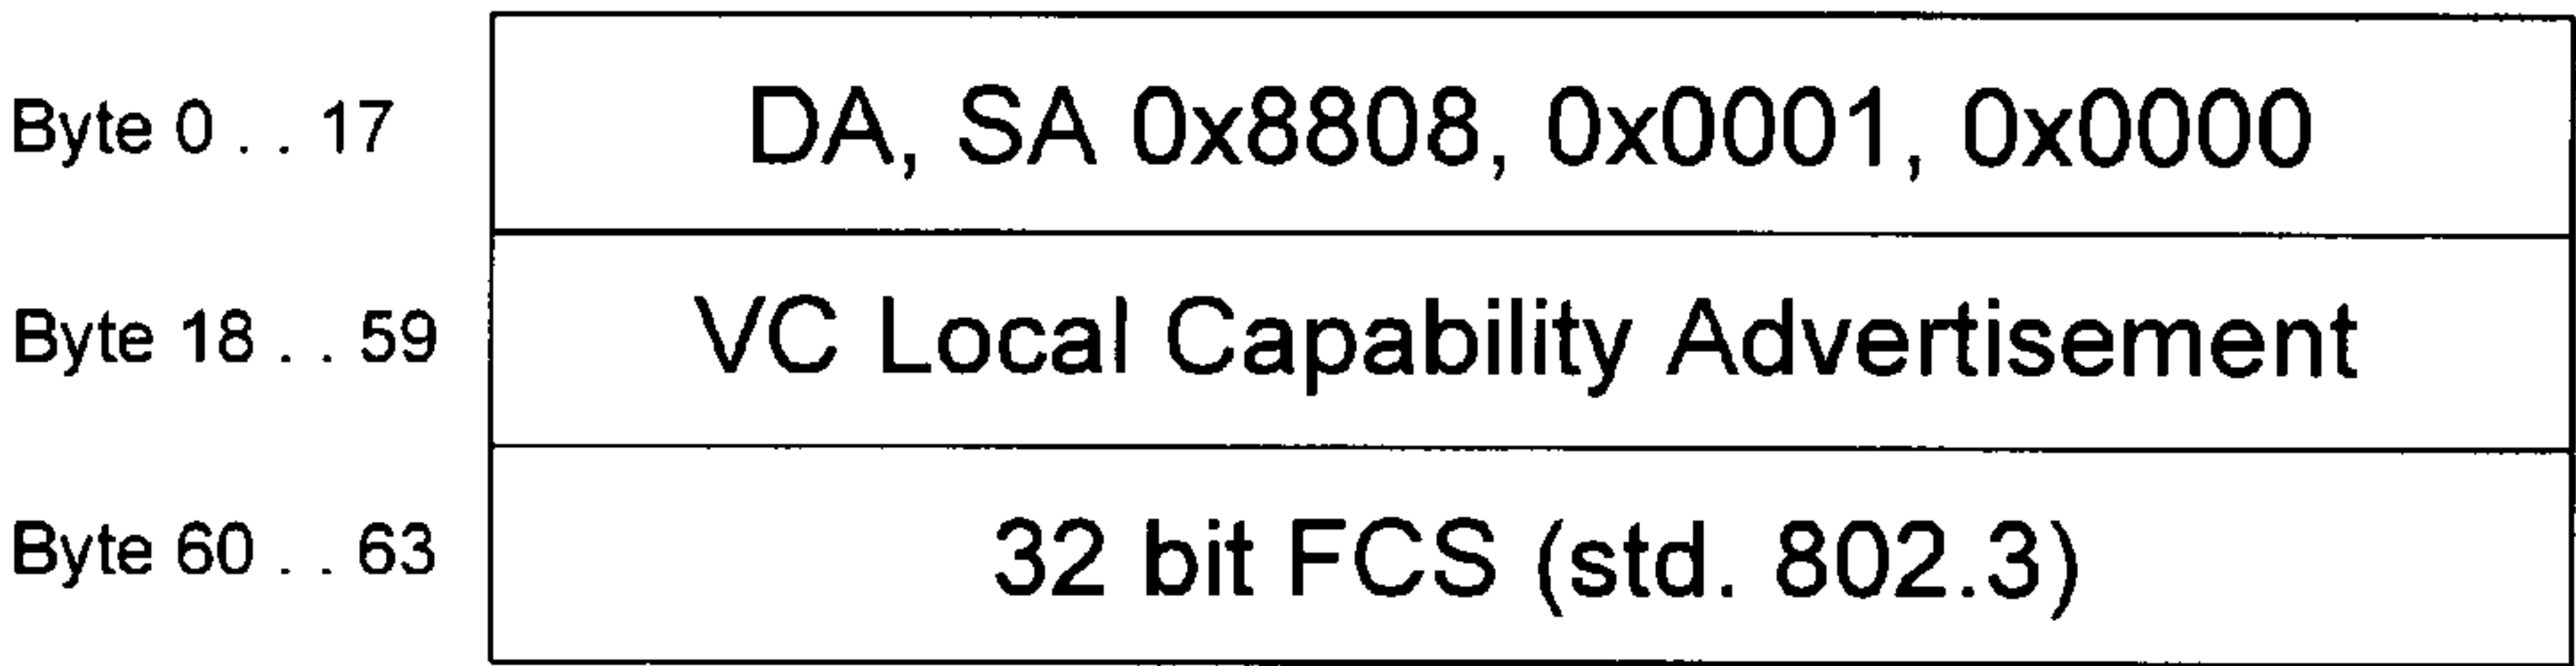 Byte 0 . . 17 DA, SA 0x8808, 0x0001, 0x0000
Byte 18 . . 59 VC Local Capability Advertisement
Byte 60 . . 63 32 bit FCS (std. 802.3)